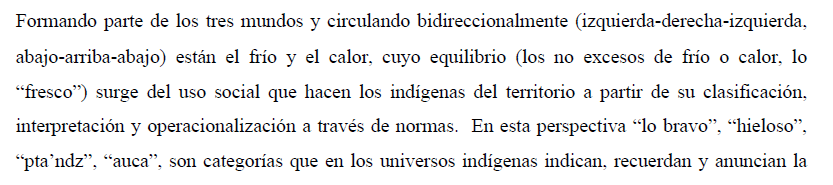 Formando parte de los tres mundos y circulando bidireccionalmente (izquierda-derecha-izquierda,
abajo-arriba-abajo) están el frío y el calor, cuyo equilibrio (los no excesos de frío o calor, lo
“fresco”) surge del uso social que hacen los indígenas del territorio a partir de su clasificación,
interpretación y operacionalización a través de normas. En esta perspectiva “lo bravo”, “hieloso”,
“pta’ndz”, “auca”, son categorías que en los universos indígenas indican, recuerdan y anuncian la